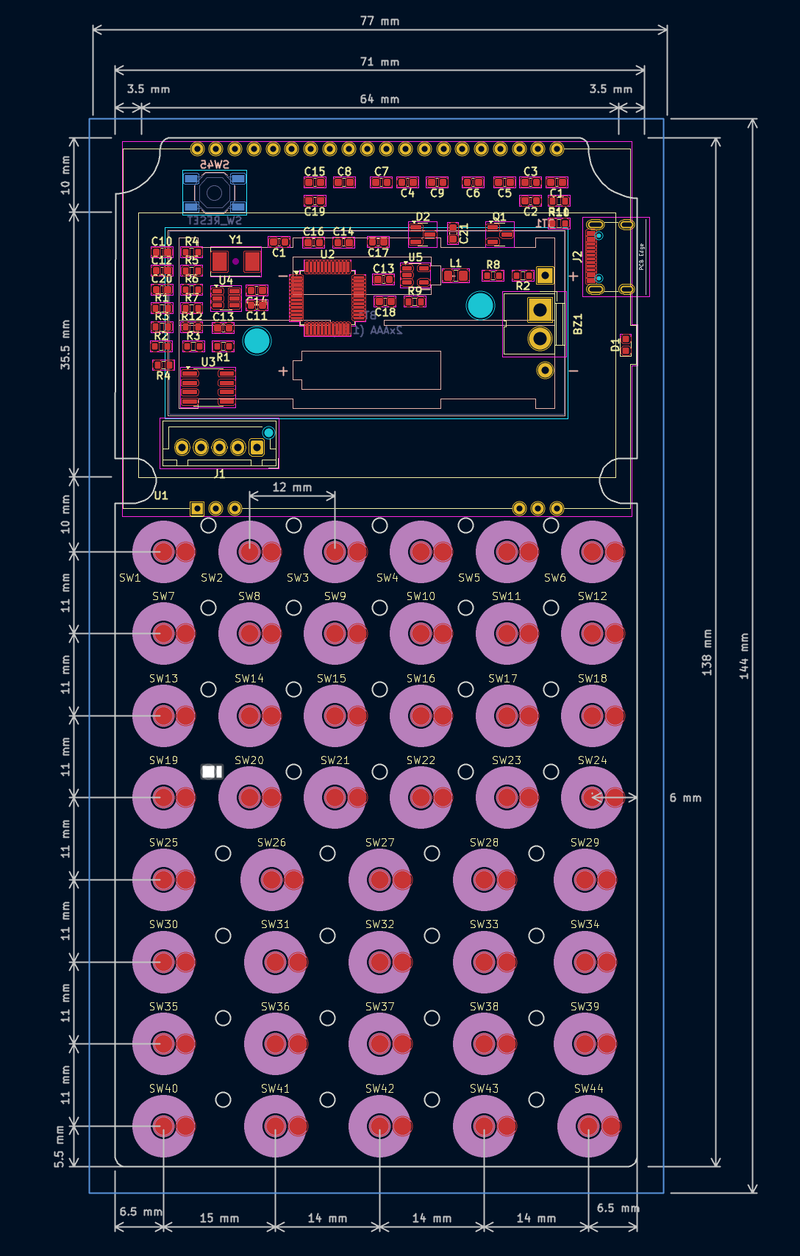 77 mm
71 mm
3.5 mm
64 mm
3.5 mm
10 mm
35.5 mm
10 mm
SW45
SW_RESET
C15
C8
C7
C3
C4
C9
C6
C5
C1
C19
C2
R10
D2
C21
Q1
J1
C10
R4
Y1
C1
C16
C14
C17
U2
C12
R5
U4
C13
U5
L1
R8
R2
J2
PCB Edge
C20
R6
C14
R9
R1
R7
C11
C18
BT1
2xAAA (1
BZ1
R3
R12
C13
R2
R3
R1
D1
R4
U3
+
−
+
−
J1
U1
12 mm
SW1
SW2
SW3
SW4
SW5
SW6
11 mm
SW7
SW8
SW9
SW10
SW11
SW12
11 mm
SW13
SW14
SW15
SW16
SW17
SW18
11 mm
SW19
SW20
SW21
SW22
SW23
SW24
6 mm
11 mm
SW25
SW26
SW27
SW28
SW29
11 mm
SW30
SW31
SW32
SW33
SW34
11 mm
SW35
SW36
SW37
SW38
SW39
11 mm
SW40
SW41
SW42
SW43
SW44
5.5 mm
138 mm
144 mm
6.5 mm
15 mm
14 mm
14 mm
14 mm
6.5 mm